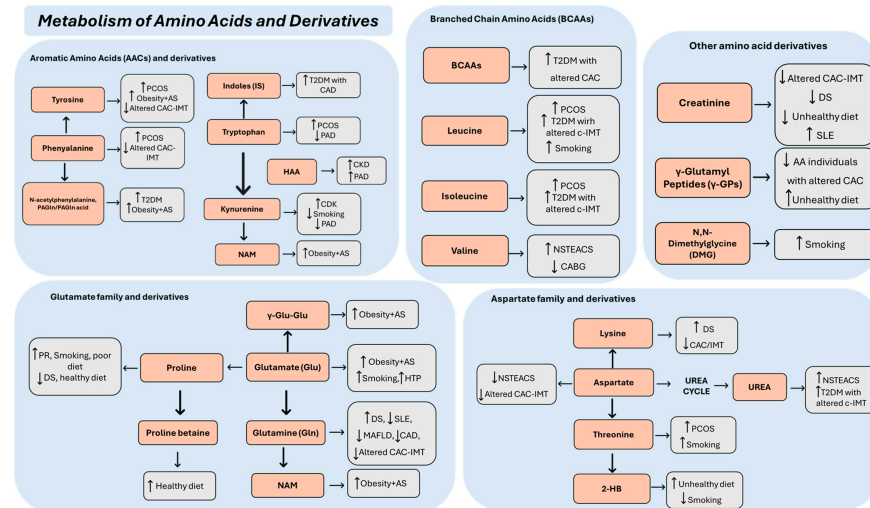 Metabolism of Amino Acids and Derivatives
Aromatic Amino Acids (AACs) and derivatives
Tyrosine
↑PCOS
↑Obesity+AS
↓Altered CAC-IMT
Phenyalanine
↑PCOS
↓Altered CAC-
IMT
N-acetylphenylalanine,
PAGln/PAGln acid
↑T2DM
↑Obesity+AS
Indoles (IS)
↑T2DM with
CAD
Tryptophan
↑PCOS
↓PAD
HAA
↑CKD
↑PAD
Kynurenine
↑CDK
↓Smoking
↓PAD
NAM
↑Obesity+AS
Branched Chain Amino Acids (BCAAs)
BCAAs
↑T2DM with
altered CAC
Leucine
↑PCOS
↑T2DM wirh
altered c-IMT
↑Smoking
Isoleucine
↑PCOS
↑T2DM with
altered c-IMT
Valine
↑NSTEACS
↓CABG
Other amino acid derivatives
Creatinine
↓Altered CAC-IMT
↓DS
↓Unhealthy diet
↑SLE
γ-Glutamyl
Peptides (γ-GPs)
↓AA individuals
with altered CAC
↑Unhealthy diet
N,N-
Dimethylglycine
(DMG)
↑Smoking
Glutamate family and derivatives
γ-Glu-Glu
↑Obesity+AS
↑PR, Smoking, poor
diet
↓DS, healthy diet
Proline
Glutamate (Glu)
↑Obesity+AS
↑Smoking,↑HTP
Proline betaine
Glutamine (Gln)
↑DS, ↓SLE,
↓MAFLD, ↓CAD,
↓Altered CAC-IMT
↑Healthy diet
NAM
↑Obesity+AS
Aspartate family and derivatives
Lysine
↑DS
↓CAC/IMT
↓NSTEACS
↓Altered CAC-IMT
Aspartate
UREA
CYCLE
UREA
↑NSTEACS
↑T2DM with
altered c-IMT
Threonine
↑PCOS
↑Smoking
2-HB
↑Unhealthy diet
↓Smoking